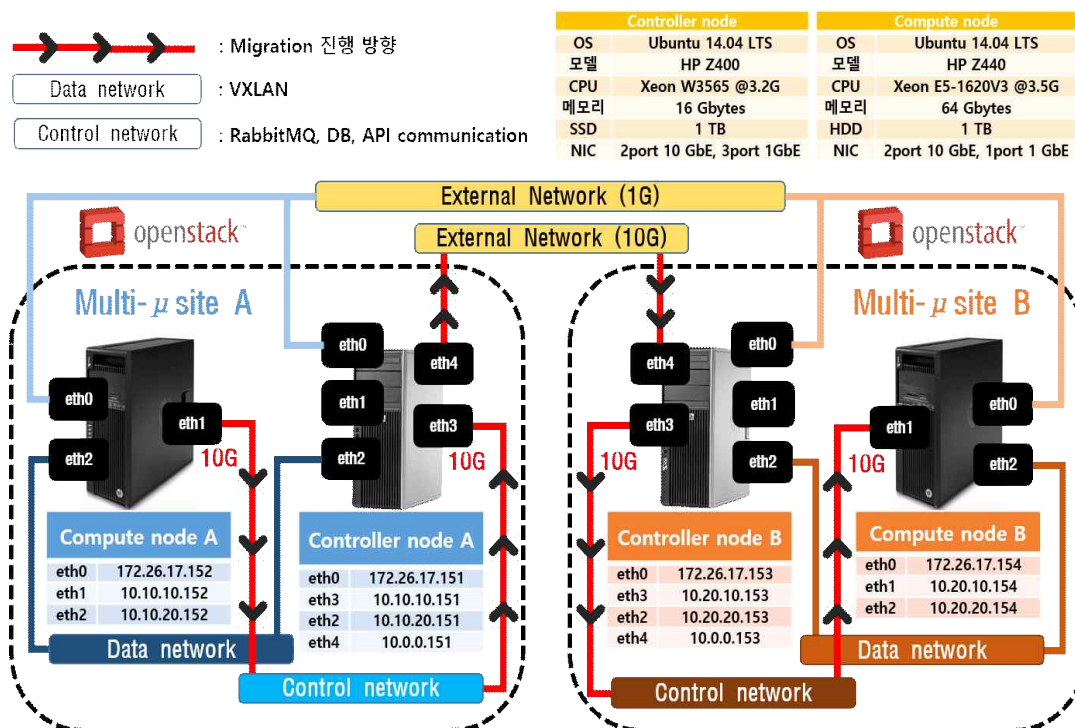 : Migration 진행 방향
Data network : VXLAN
Control network : RabbitMQ, DB, API communication
Controller node
OS Ubuntu 14.04 LTS
모델 HP Z400
CPU Xeon W3565 @3.2G
메모리 16 Gbytes
SSD 1 TB
NIC 2port 10 GbE, 3port 1GbE
Compute node
OS Ubuntu 14.04 LTS
모델 HP Z440
CPU Xeon E5-1620V3 @3.5G
메모리 64 Gbytes
HDD 1 TB
NIC 2port 10 GbE, 1port 1 GbE
External Network (1G)
External Network (10G)
openstack
openstack
Multi-μ site A
eth0
eth2
eth1
10G
eth0
eth1
eth2
eth4
eth3
10G
Compute node A
eth0 172.26.17.152
eth1 10.10.10.152
eth2 10.10.20.152
Controller node A
eth0 172.26.17.151
eth3 10.10.10.151
eth2 10.10.20.151
eth4 10.0.0.151
Data network
Control network
Multi-μ site B
eth4
eth3
10G
eth0
eth1
eth2
eth1
10G
eth0
eth2
Controller node B
eth0 172.26.17.153
eth3 10.20.10.153
eth2 10.20.20.153
eth4 10.0.0.153
Compute node B
eth0 172.26.17.154
eth1 10.20.10.154
eth2 10.20.20.154
Data network
Control network